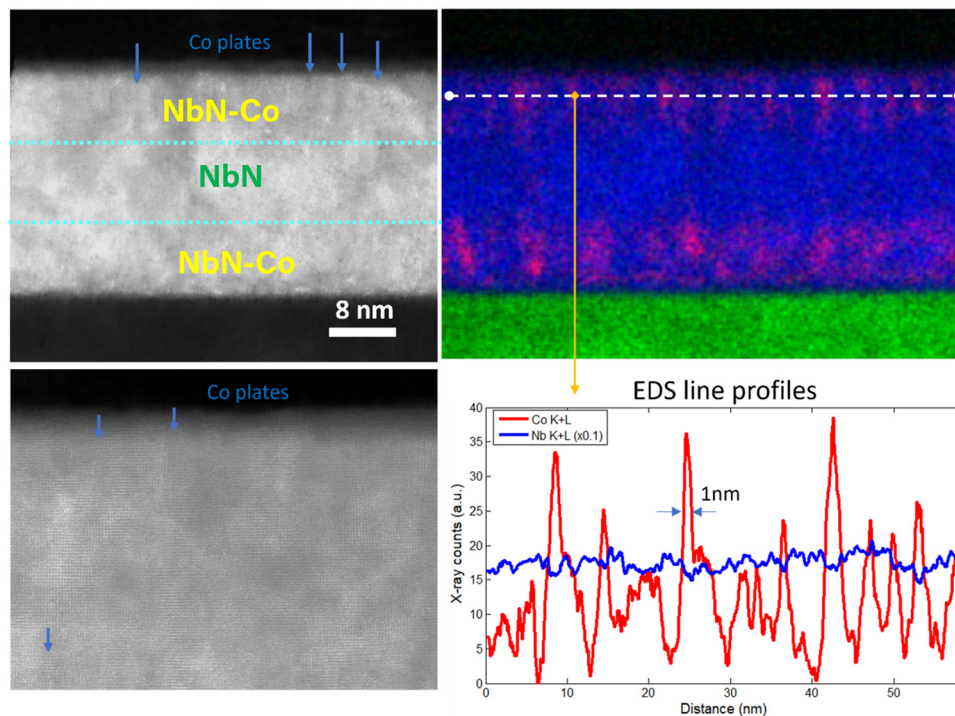 Co plates
NbN-Co
NbN
NbN-Co
8 nm
Co plates
EDS line profiles
40
35
30
25
20
15
10
5
0
X-ray counts (a.u.)
Co K+L
Nb K+L (x0.1)
1nm
0
10
20
30
40
50
Distance (nm)